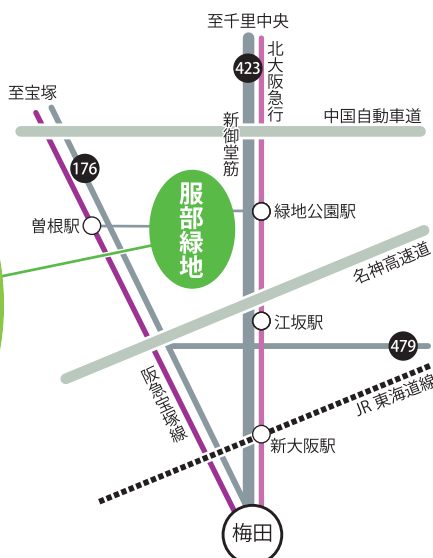 至千里中央
423
北大阪急行
至宝塚
新御堂筋
中国自動車道
176
服部緑地
緑地公園駅
曽根駅
名神高速道
江坂駅
479
阪急宝塚線
JR 東海道線
新大阪駅
梅田